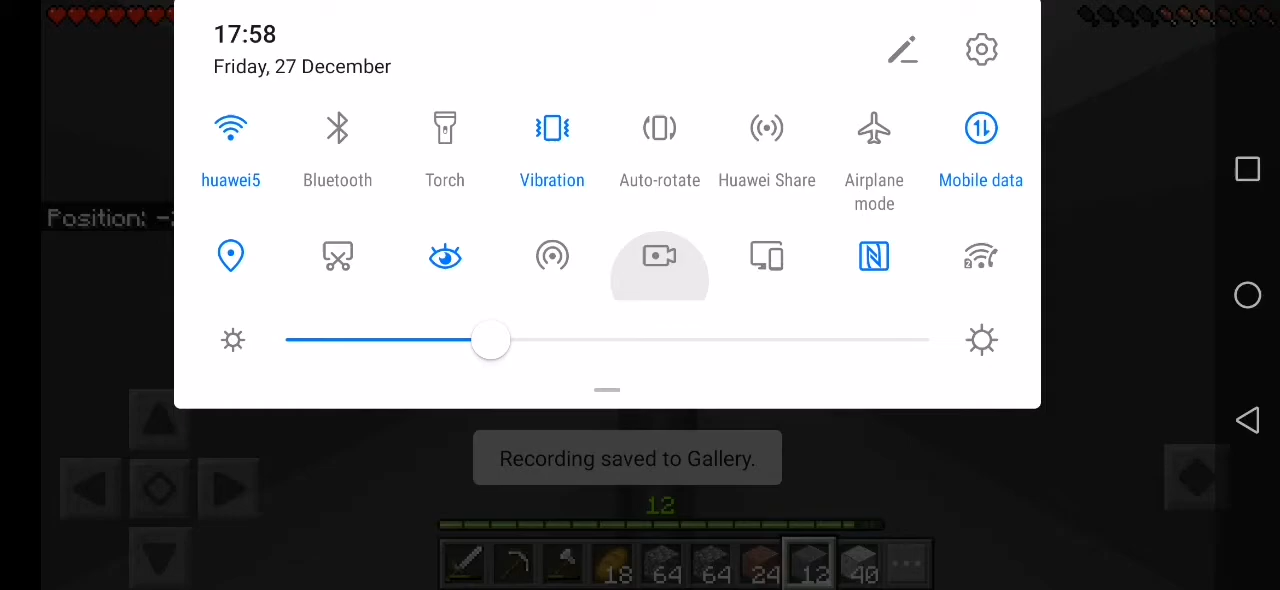 17:58
Friday, 27 December
huawei5
Bluetooth
Torch
Vibration
Auto-rotate
Huawei Share
Airplane
mode
Mobile data
Position: -
2
Recording saved to Gallery.
12
18
64
64
24
12
40